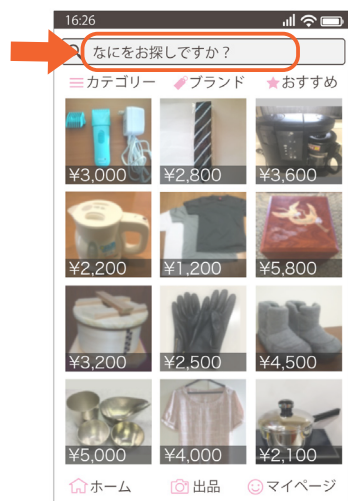 16:26
なにをお探しですか？
カテゴリー ブランド おすすめ
¥3,000 ¥2,800 ¥3,600
¥2,200 ¥1,200 ¥5,800
¥3,200 ¥2,500 ¥4,500
¥5,000 ¥4,000 ¥2,100
ホーム 出品 マイページ